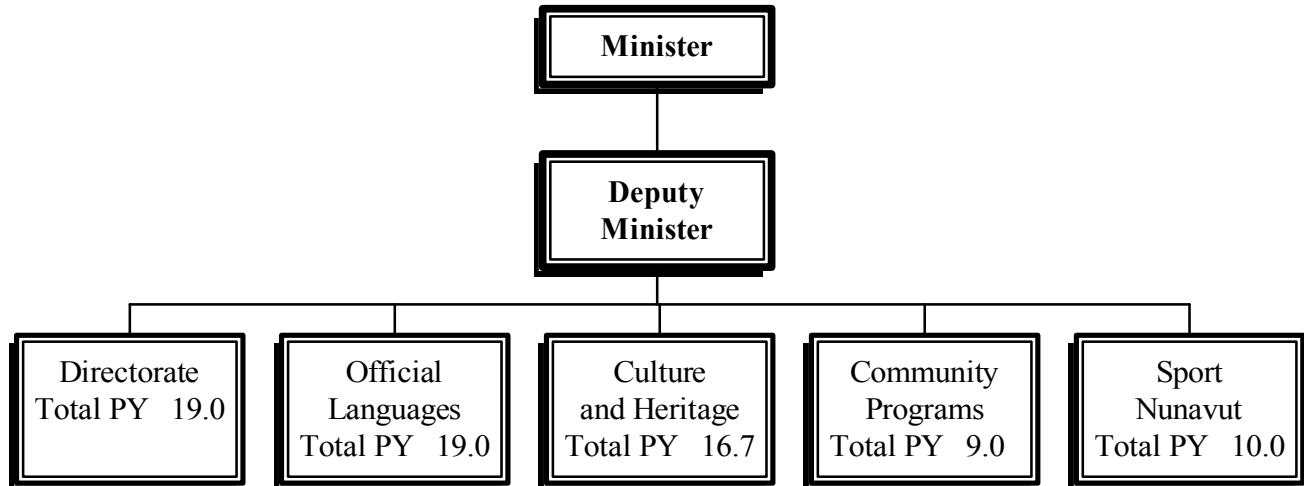 Minister
Deputy
Minister
Directorate
Total PY 19.0
Official
Languages
Total PY 19.0
Culture
and Heritage
Total PY 16.7
Community
Programs
Total PY 9.0
Sport
Nunavut
Total PY 10.0